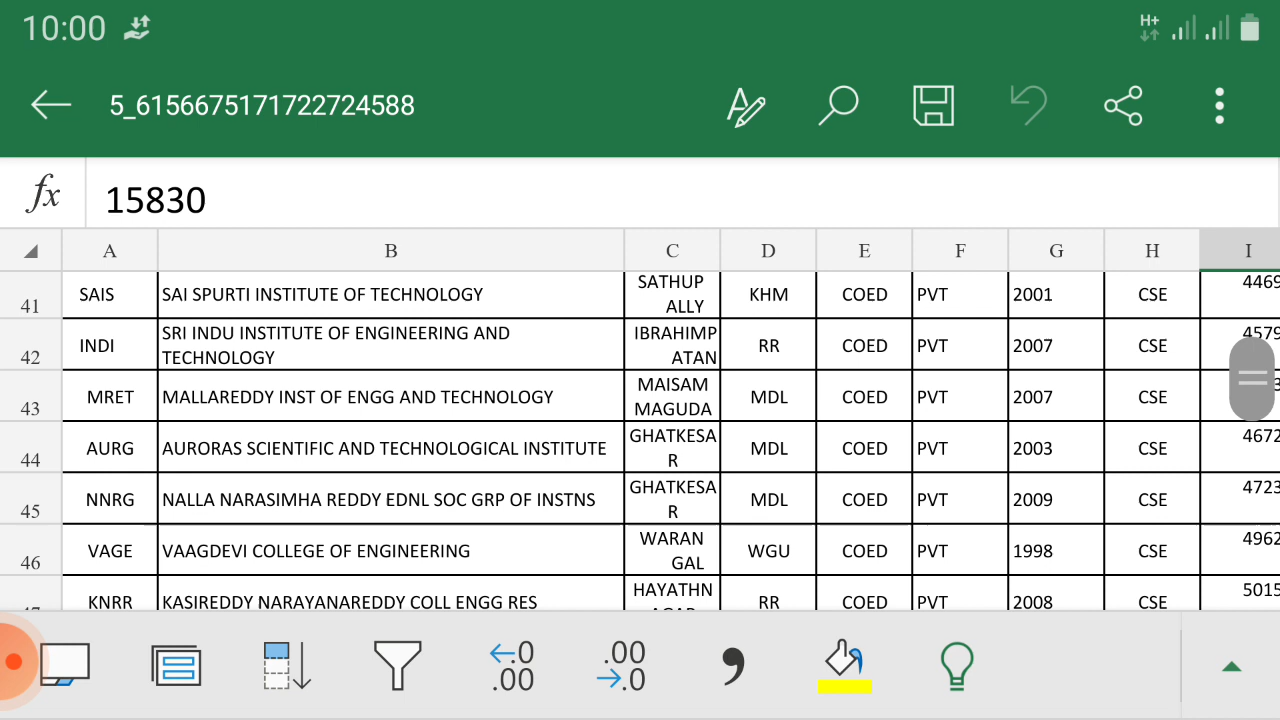 10:00 H+
5_6156675171722724588
fx 15830
A B C D E F G H I
41 SAIS SAI SPURTI INSTITUTE OF TECHNOLOGY SATHUP ALLY KHM COED PVT 2001 CSE 4469
42 INDI SRI INDU INSTITUTE OF ENGINEERING AND TECHNOLOGY IBRAHIMP ATAN RR COED PVT 2007 CSE 4579
43 MRET MALLAREDDY INST OF ENGG AND TECHNOLOGY MAISAM MAGUDA MDL COED PVT 2007 CSE
44 AURG AURORAS SCIENTIFIC AND TECHNOLOGICAL INSTITUTE GHATKESA R MDL COED PVT 2003 CSE 4672
45 NNRG NALLA NARASIMHA REDDY EDNL SOC GRP OF INSTNS GHATKESA R MDL COED PVT 2009 CSE 4723
46 VAGE VAAGDEVI COLLEGE OF ENGINEERING WARAN GAL WGU COED PVT 1998 CSE 4962
KNRR KASIREDDY NARAYANAREDDY COLL ENGG RES HAYATHN RR COED PVT 2008 CSE 5015
.0 .00
.00 .0